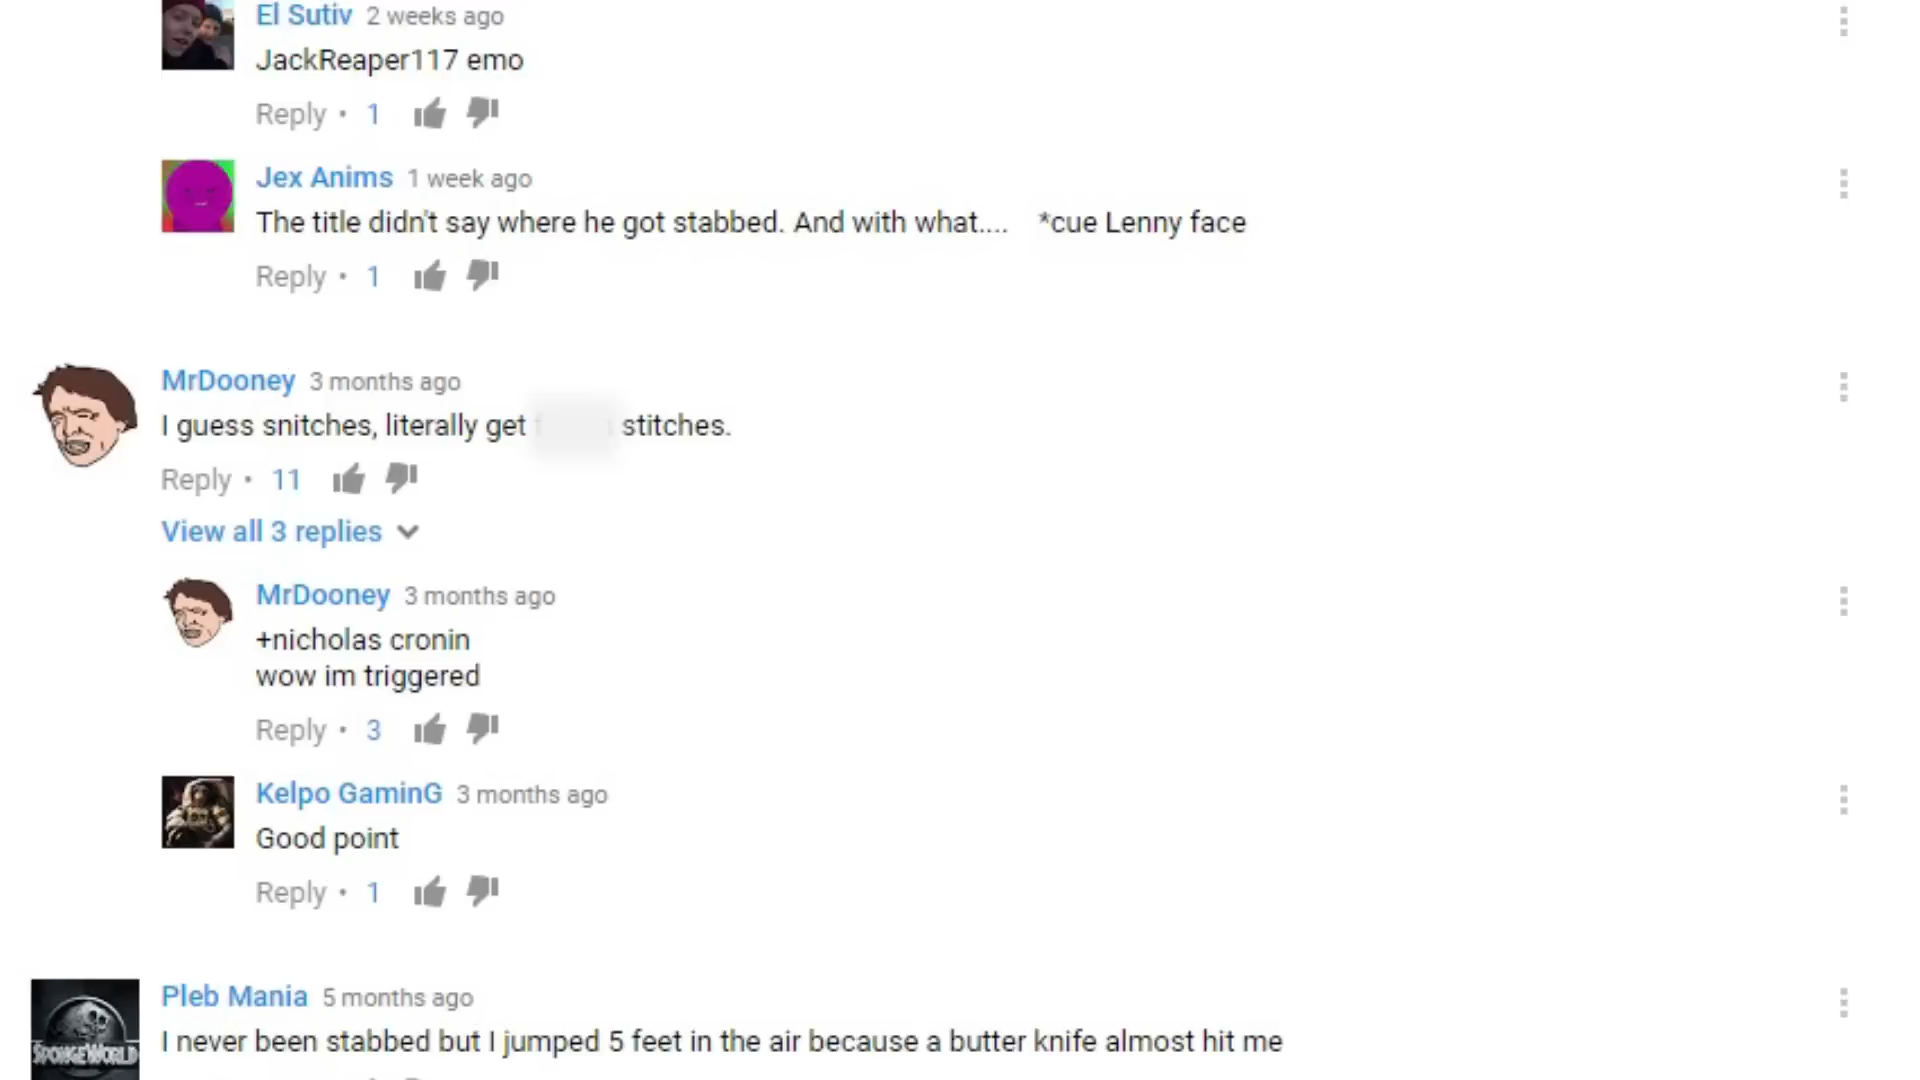 El Sutiv 2 weeks ago
JackReaper117 emo
Reply • 1
Jex Anims 1 week ago
The title didn't say where he got stabbed. And with what.... *cue Lenny face
Reply • 1
MrDooney 3 months ago
I guess snitches, literally get stitches.
Reply • 11
View all 3 replies
MrDooney 3 months ago
+nicholas cronin
wow im triggered
Reply • 3
Kelpo GaminG 3 months ago
Good point
Reply • 1
Pleb Mania 5 months ago
SPONGEWORLD
I never been stabbed but I jumped 5 feet in the air because a butter knife almost hit me